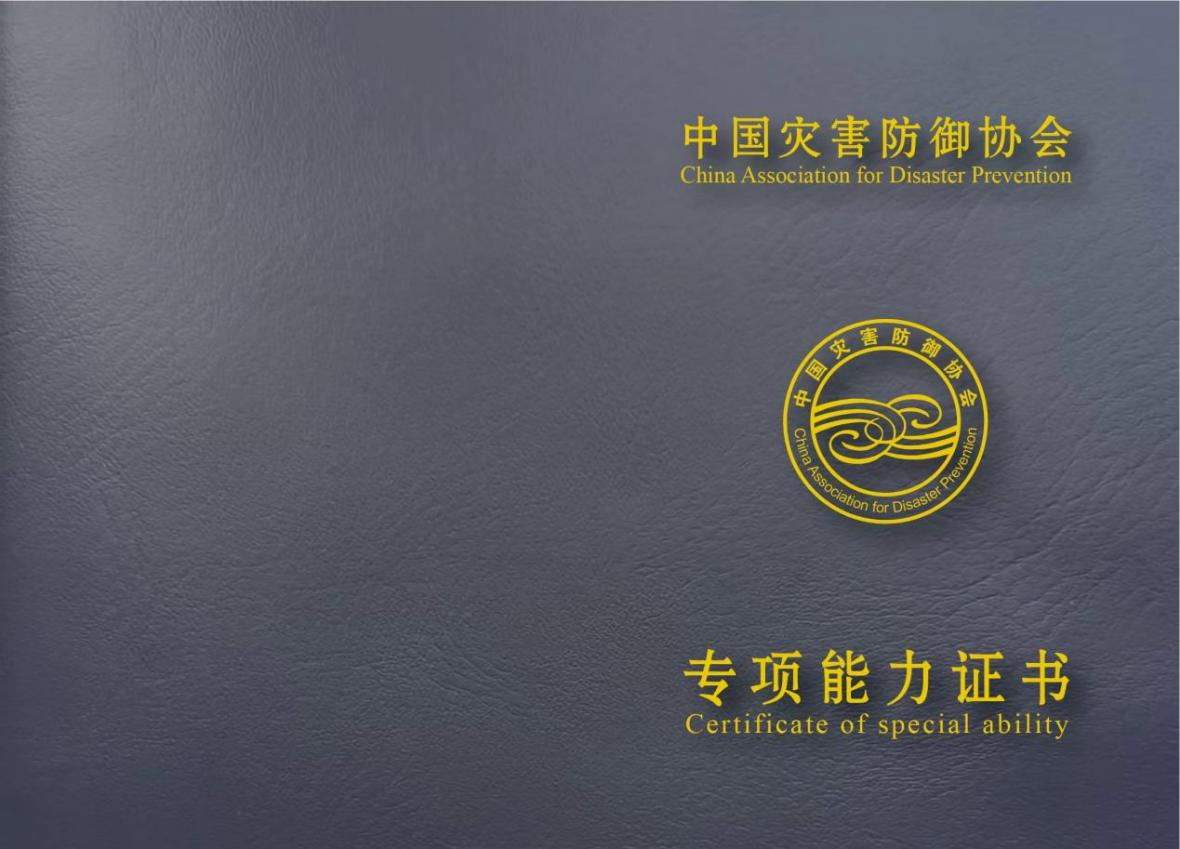 中国灾害防御协会
China Association for Disaster Prevention
中国灾害防御协会
China Association for Disaster Prevention
专项能力证书
Certificate of special ability